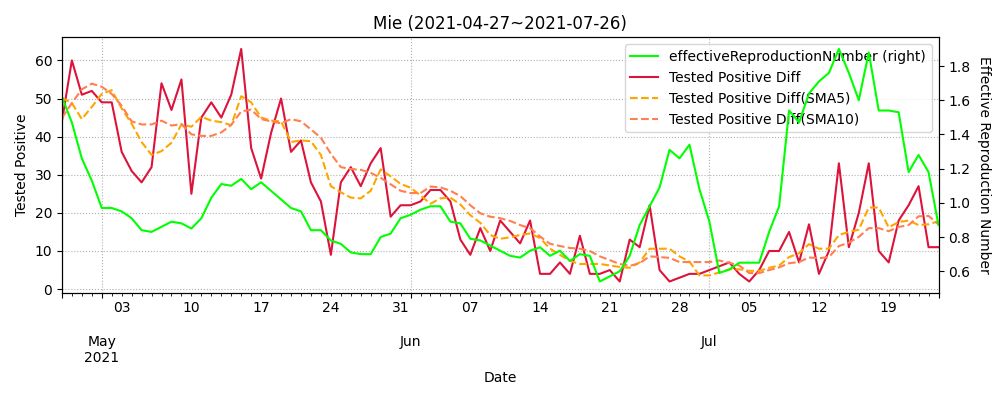 Mie (2021-04-27~2021-07-26)
effectiveReproductionNumber (right)
Tested Positive Diff
Tested Positive Diff(SMA5)
Tested Positive Diff(SMA10)
Tested Positive
60
50
40
30
20
10
0
1.8
1.6
1.4
1.2
1.0
0.8
0.6
Effective Reproduction Number
03
10
17
24
31
07
14
21
28
05
12
19
May
2021
Jun
Jul
Date